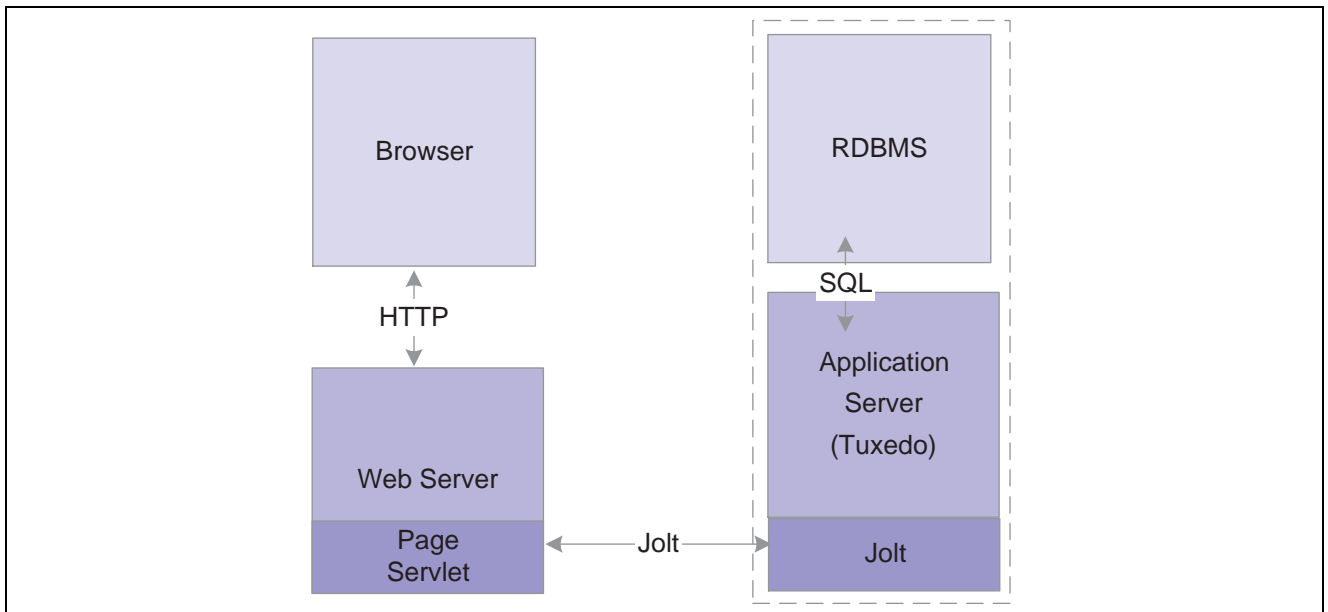 Browser
RDBMS
HTTP
SQL
Web Server
Application
Server
(Tuxedo)
Page
Servlet
Jolt
Jolt